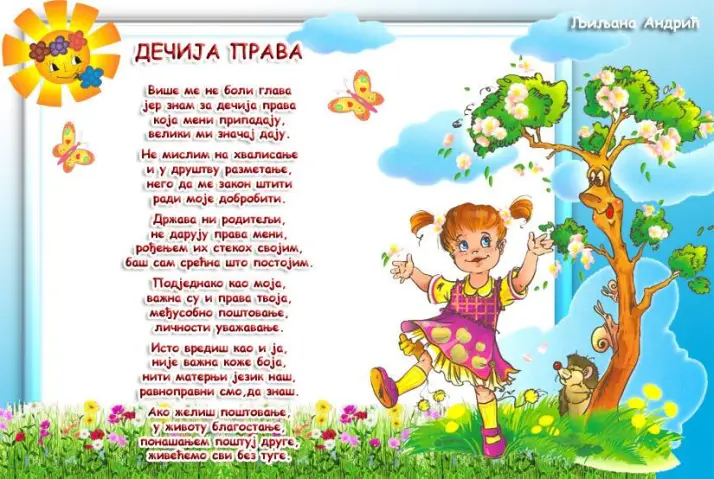 Љиљана Андрић
ДЕЧИЈА ПРАВА
Више ме не боли глава
јер знам за дечија права
која мени припадају,
велики ми значај дају.
Не мислим на хвалисање
и у друштву разметање,
него да ме закон штити
ради моје добробити.
Држава ни родитељи,
не дарују права мени,
рођењем их стекох својим,
баш сам срећна што постојим.
Подједнако као моја,
важна су и права твоја,
међусобно поштовање,
личности уважавање.
Исто вредиш као и ја,
није важна коже боја,
нити матерњи језик наш,
равноправни смо,да знаш.
Ако желиш поштовање,
у животу благостање,
понашањем поштуј друге,
живећемо сви без туге.